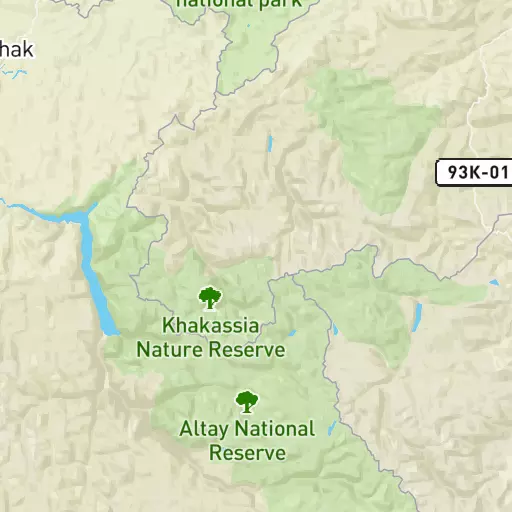 national park
hak
93K-01
Khakassia
Nature Reserve
Altay National
Reserve